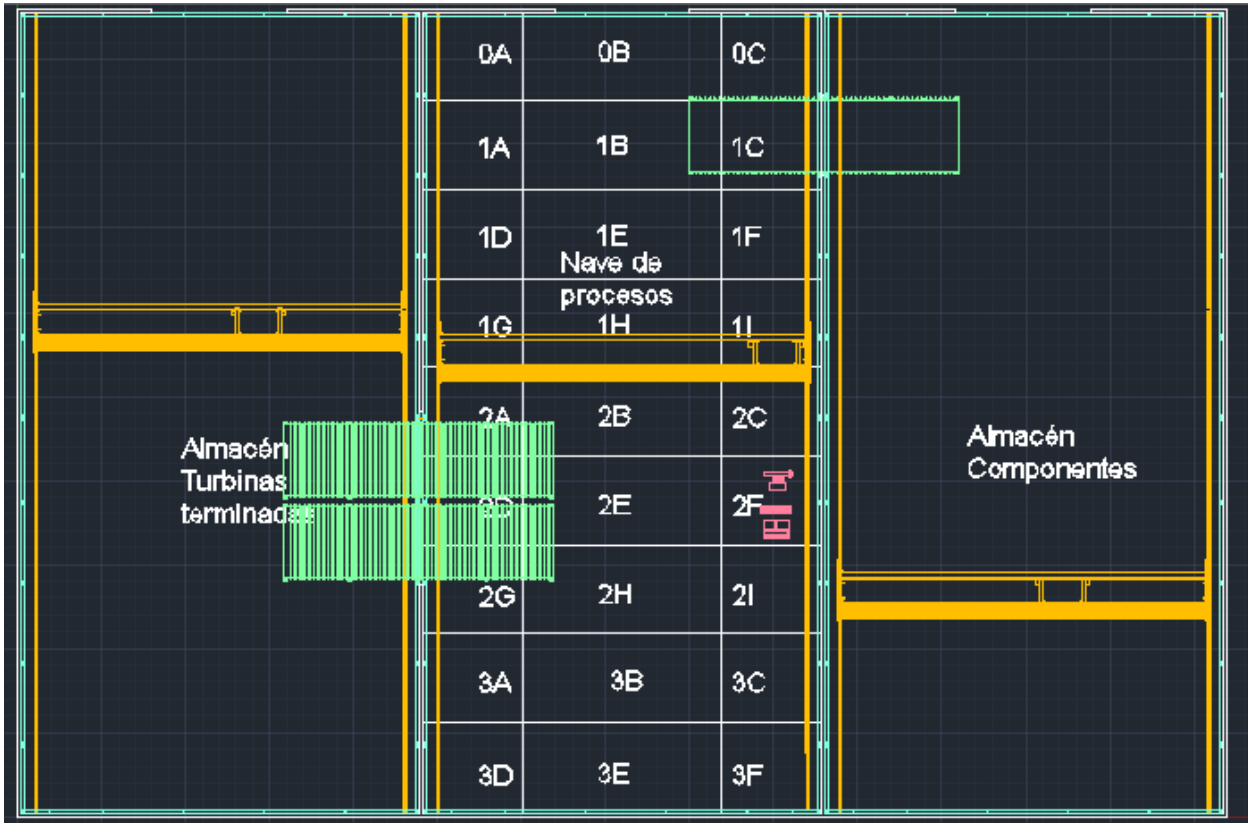 0A 0B 0C
1A 1B 1C
1D 1E 1F
Nave de
procesos
1G 1H 1I
2A 2B 2C
Almacén
Turbinas
terminadas
Almacén
Componentes
2D 2E 2F
2G 2H 2I
3A 3B 3C
3D 3E 3F